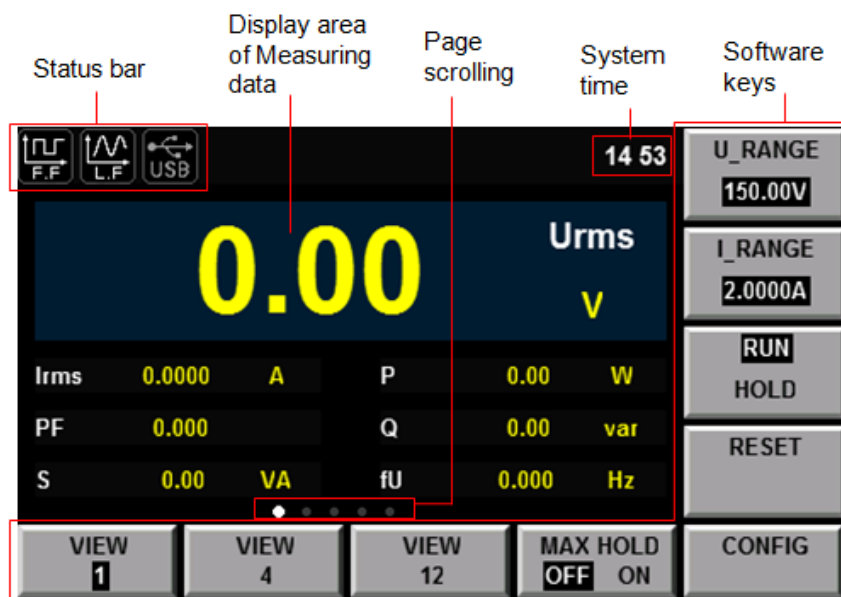 Status bar
Display area
of Measuring
data
Page
scrolling
System
time
Software
keys
F.F
L.F
USB
14 53
U_RANGE
150.00V
0.00
Urms
V
I_RANGE
2.0000A
Irms 0.0000 A P 0.00 W
RUN
HOLD
PF 0.000 Q 0.00 var
RESET
S 0.00 VA fU 0.000 Hz
VIEW
1
VIEW
4
VIEW
12
MAX HOLD
OFF ON
CONFIG